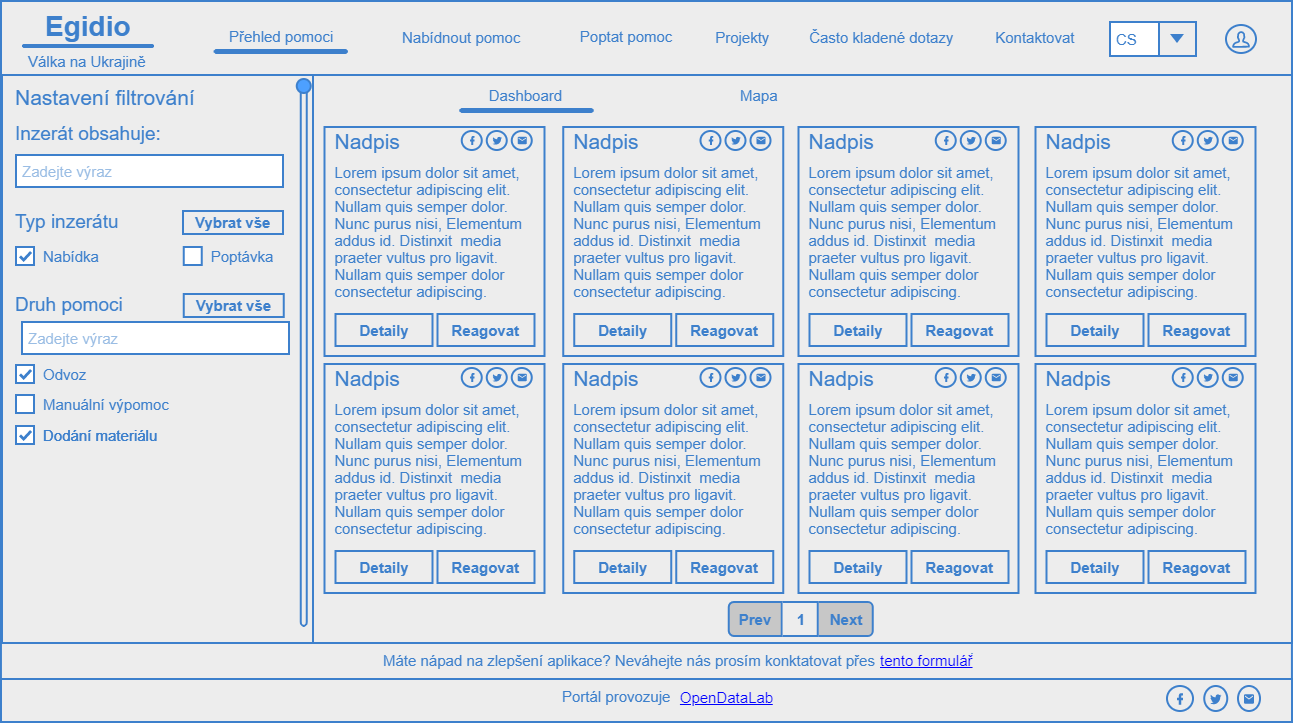 Egidio
Válka na Ukrajině
Přehled pomoci
Nabídnout pomoc
Poptat pomoc
Projekty
Často kladené dotazy
Kontaktovat
CS
Nastavení filtrování
Inzerát obsahuje:
Zadejte výraz
Typ inzerátu
Vybrat vše
Nabídka
Poptávka
Druh pomoci
Vybrat vše
Zadejte výraz
Odvoz
Manuální výpomoc
Dodání materiálu
Dashboard
Mapa
Nadpis
Lorem ipsum dolor sit amet,
consectetur adipiscing elit.
Nullam quis semper dolor.
Nunc purus nisi, Elementum
addus id. Distinxit  media
praeter vultus pro ligavit.
Nullam quis semper dolor
consectetur adipiscing.
Detaily
Reagovat
Nadpis
Lorem ipsum dolor sit amet,
consectetur adipiscing elit.
Nullam quis semper dolor.
Nunc purus nisi, Elementum
addus id. Distinxit  media
praeter vultus pro ligavit.
Nullam quis semper dolor
consectetur adipiscing.
Detaily
Reagovat
Nadpis
Lorem ipsum dolor sit amet,
consectetur adipiscing elit.
Nullam quis semper dolor.
Nunc purus nisi, Elementum
addus id. Distinxit  media
praeter vultus pro ligavit.
Nullam quis semper dolor
consectetur adipiscing.
Detaily
Reagovat
Nadpis
Lorem ipsum dolor sit amet,
consectetur adipiscing elit.
Nullam quis semper dolor.
Nunc purus nisi, Elementum
addus id. Distinxit  media
praeter vultus pro ligavit.
Nullam quis semper dolor
consectetur adipiscing.
Detaily
Reagovat
Nadpis
Lorem ipsum dolor sit amet,
consectetur adipiscing elit.
Nullam quis semper dolor.
Nunc purus nisi, Elementum
addus id. Distinxit  media
praeter vultus pro ligavit.
Nullam quis semper dolor
consectetur adipiscing.
Detaily
Reagovat
Nadpis
Lorem ipsum dolor sit amet,
consectetur adipiscing elit.
Nullam quis semper dolor.
Nunc purus nisi, Elementum
addus id. Distinxit  media
praeter vultus pro ligavit.
Nullam quis semper dolor
consectetur adipiscing.
Detaily
Reagovat
Nadpis
Lorem ipsum dolor sit amet,
consectetur adipiscing elit.
Nullam quis semper dolor.
Nunc purus nisi, Elementum
addus id. Distinxit  media
praeter vultus pro ligavit.
Nullam quis semper dolor
consectetur adipiscing.
Detaily
Reagovat
Nadpis
Lorem ipsum dolor sit amet,
consectetur adipiscing elit.
Nullam quis semper dolor.
Nunc purus nisi, Elementum
addus id. Distinxit  media
praeter vultus pro ligavit.
Nullam quis semper dolor
consectetur adipiscing.
Detaily
Reagovat
Prev
1
Next
Máte nápad na zlepšení aplikace? Neváhejte nás prosím konktatovat přes tento formulář
Portál provozuje OpenDataLab